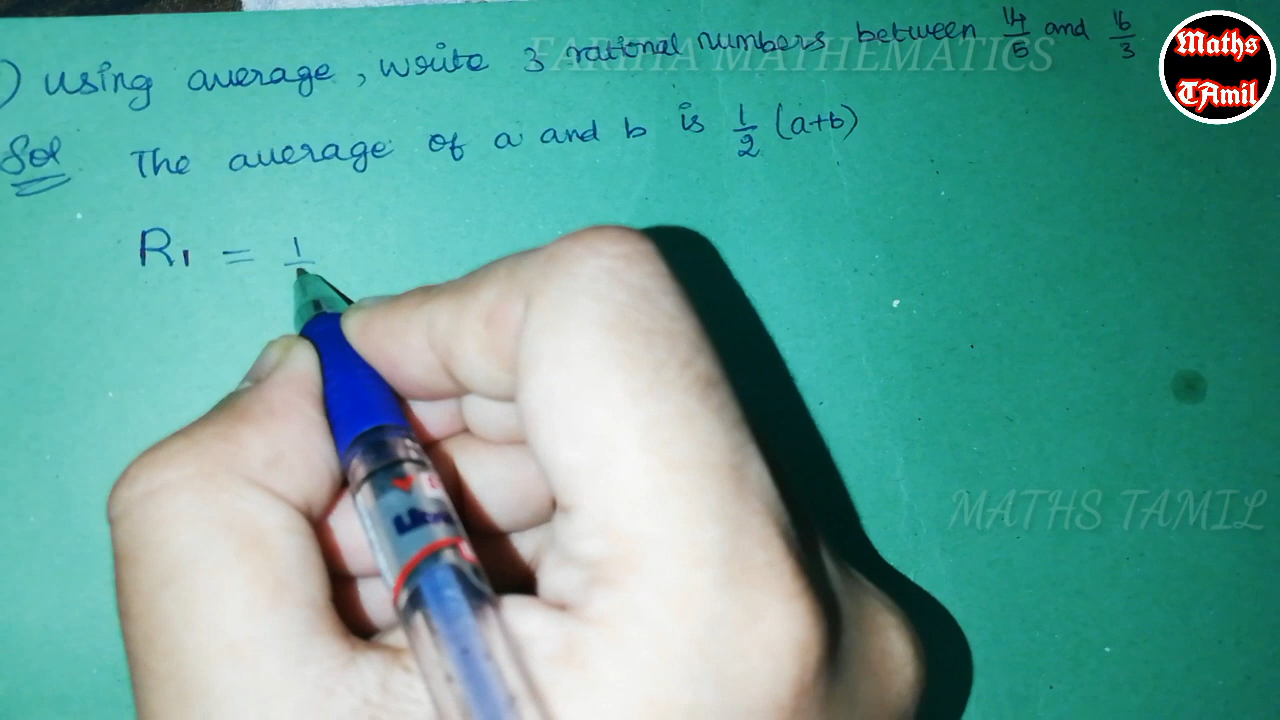 ) Using average, write 3 rational numbers between 14/5 and 16/3
Sol The average of a and b is 1/2 (a+b)
R1 = 1
FARHA MATHEMATICS
MATHS TAMIL
Maths
TAmil